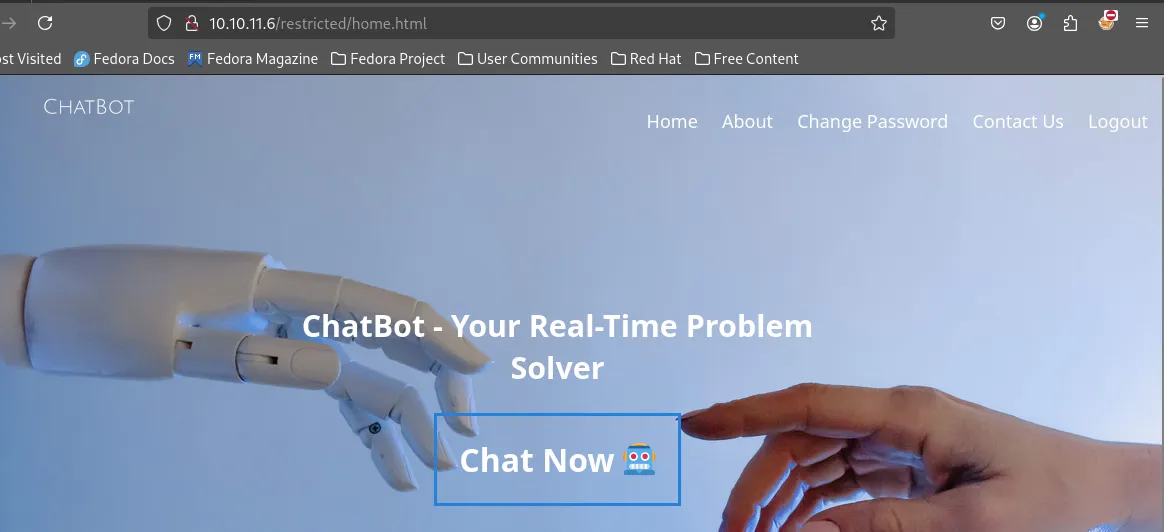 10.10.11.6/restricted/home.html
ost Visited Fedora Docs Fedora Magazine Fedora Project User Communities Red Hat Free Content
ChatBot
Home About Change Password Contact Us Logout
ChatBot - Your Real-Time Problem
Solver
Chat Now